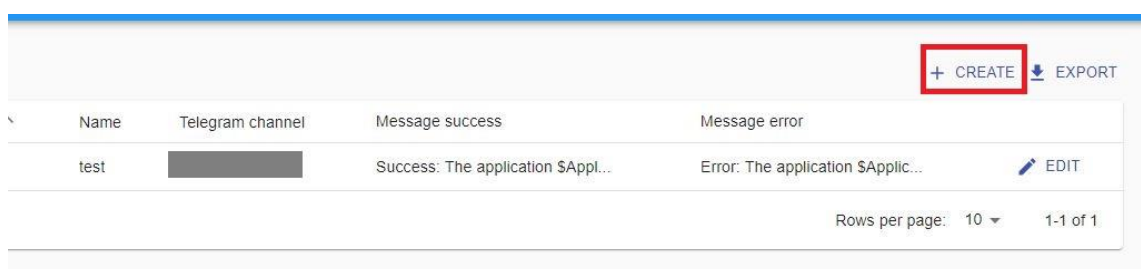 + CREATE EXPORT
Name Telegram channel Message success Message error
test Success: The application $Appl... Error: The application $Applic... EDIT
Rows per page: 10 1-1 of 1